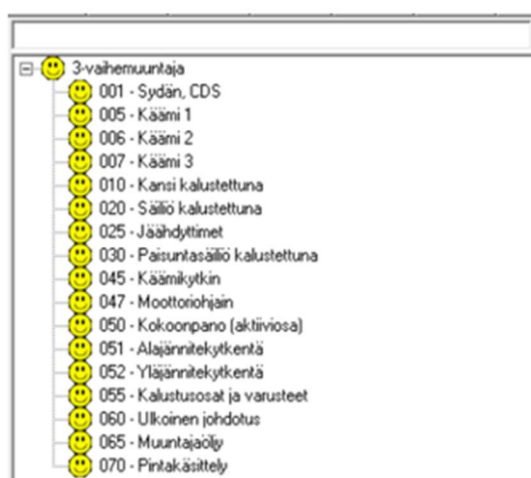 3-vaihemuuntaja
001 - Sydän, CDS
005 - Käämi 1
006 - Käämi 2
007 - Käämi 3
010 - Kansi kalustettuna
020 - Säiliö kalustettuna
025 - Jäähdyttimet
030 - Paisuntasäiliö kalustettuna
045 - Käämikytkin
047 - Moottoriohjain
050 - Kokoonpano (aktiiviosa)
051 - Alajännitekytkentä
052 - Yläjännitekytkentä
055 - Kalustusosat ja varusteet
060 - Ulkoinen johdotus
065 - Muuntajaöljy
070 - Pintakäsittely